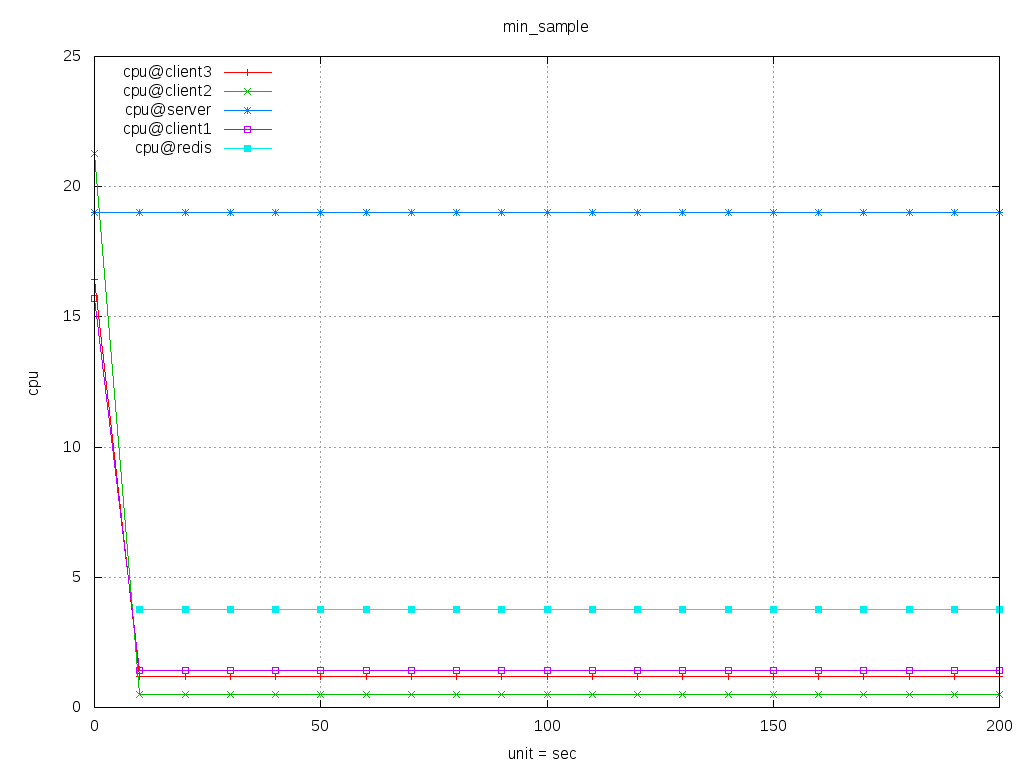 min_sample
25
20
15
10
5
0
cpu
cpu@client3
cpu@client2
cpu@server
cpu@client1
cpu@redis
0 50 100 150 200
unit = sec